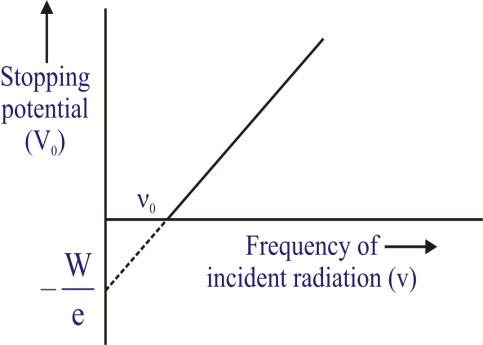 Stopping
potential
(V₀)
ν₀
Frequency of
incident radiation (ν)
− W/e